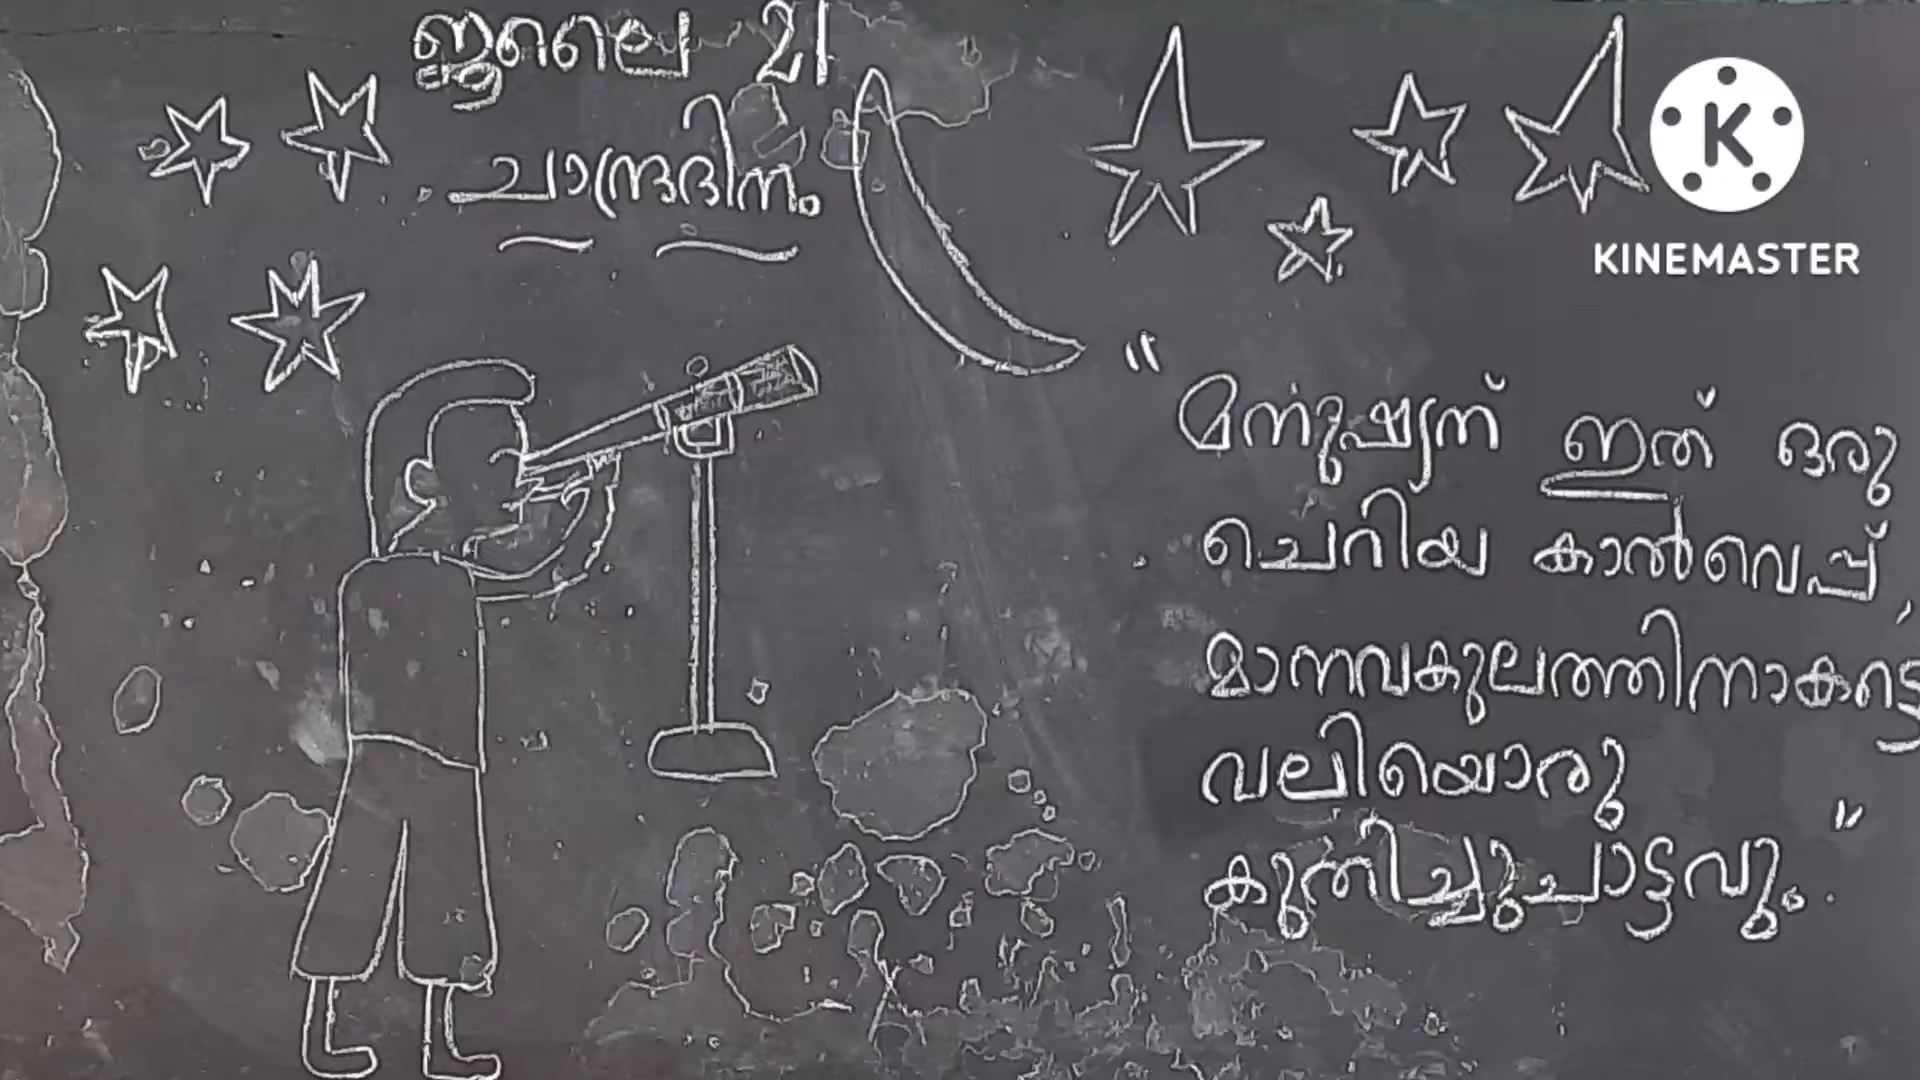 ജൂലൈ 21
ചാന്ദ്രദിനം
K
KINEMASTER
"മനുഷ്യന് ഇത് ഒരു
ചെറിയ കാൽവെപ്പ്,
മാനവകുലത്തിനാകട്ടെ
വലിയൊരു
കുതിച്ചുചാട്ടവും."